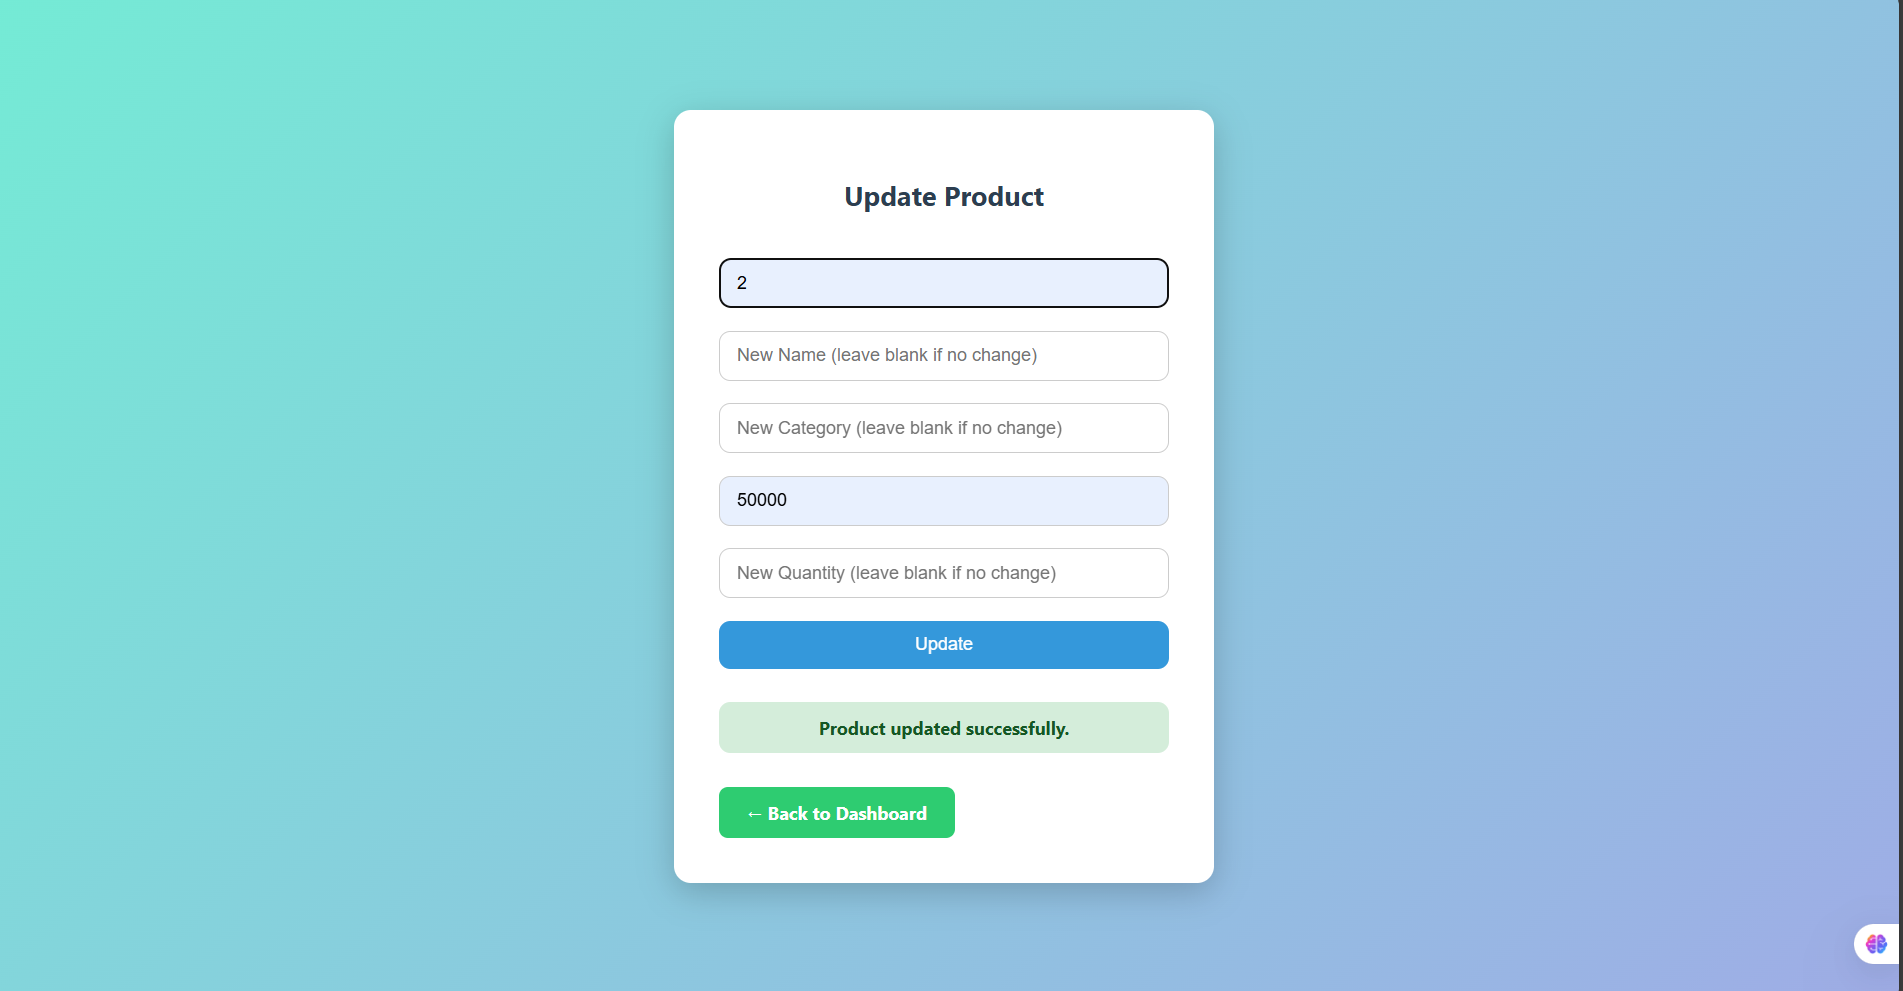 Update Product
2
New Name (leave blank if no change)
New Category (leave blank if no change)
50000
New Quantity (leave blank if no change)
Update
Product updated successfully.
← Back to Dashboard